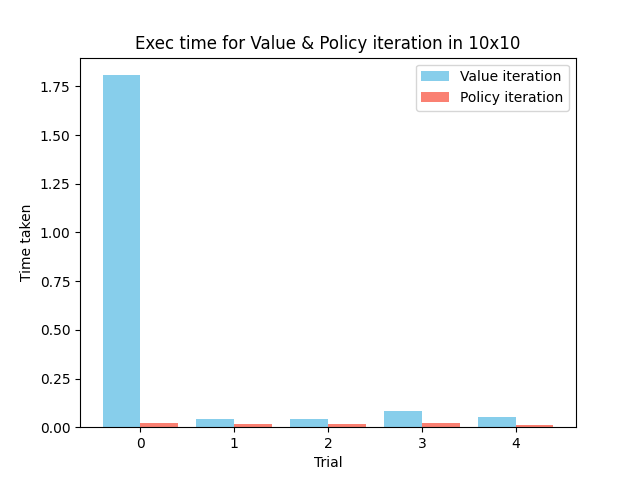 Exec time for Value & Policy iteration in 10x10
Value iteration
Policy iteration
Time taken
1.75
1.50
1.25
1.00
0.75
0.50
0.25
0.00
0 1 2 3 4
Trial